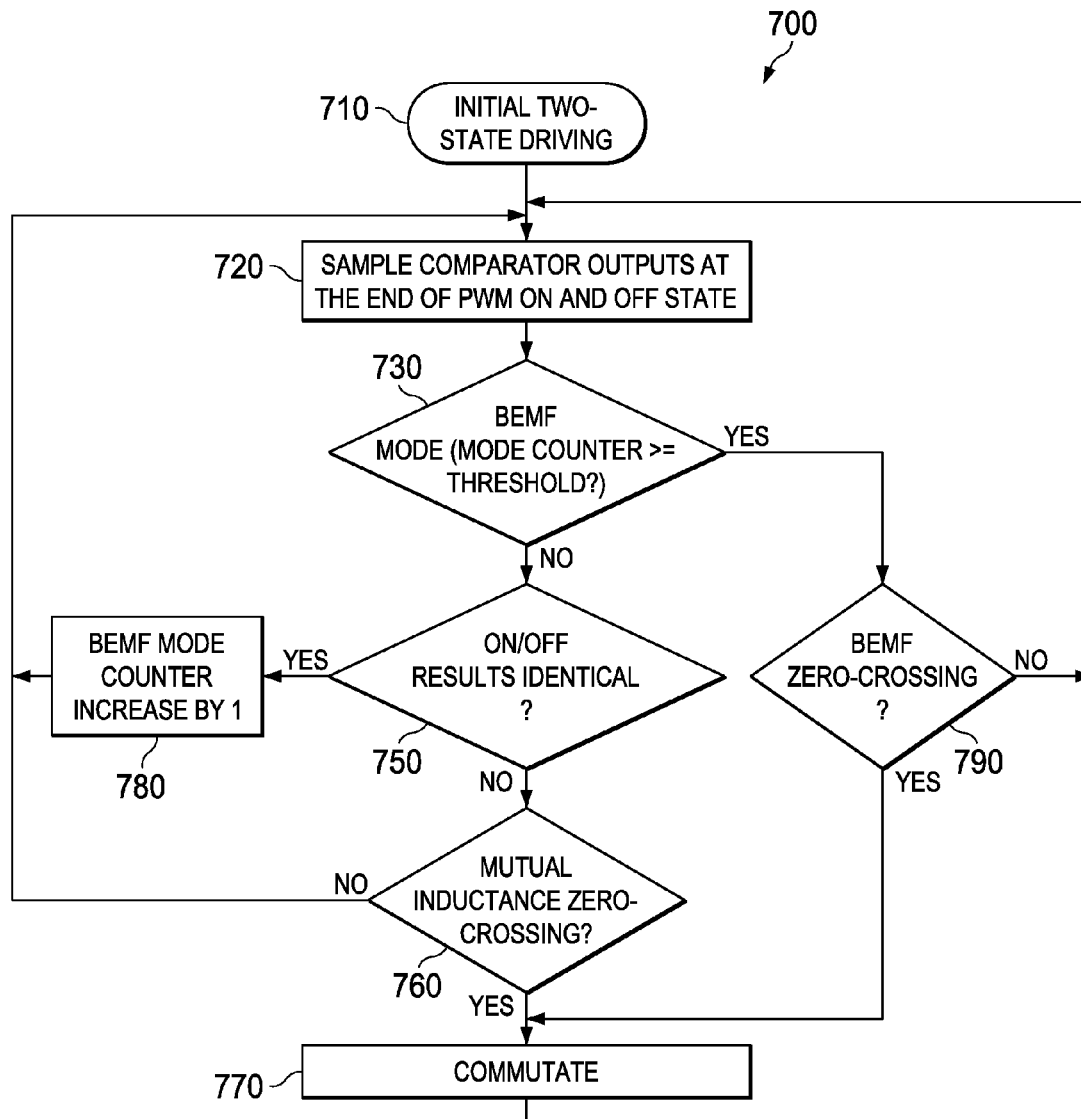 700
710
INITIAL TWO-
STATE DRIVING
720
SAMPLE COMPARATOR OUTPUTS AT
THE END OF PWM ON AND OFF STATE
730
BEMF
MODE (MODE COUNTER >=
THRESHOLD?)
YES
NO
BEMF MODE
COUNTER
INCREASE BY 1
780
YES
ON/OFF
RESULTS IDENTICAL
?
750
NO
BEMF
ZERO-CROSSING
?
NO
790
YES
NO
MUTUAL
INDUCTANCE ZERO-
CROSSING?
760
YES
770
COMMUTATE